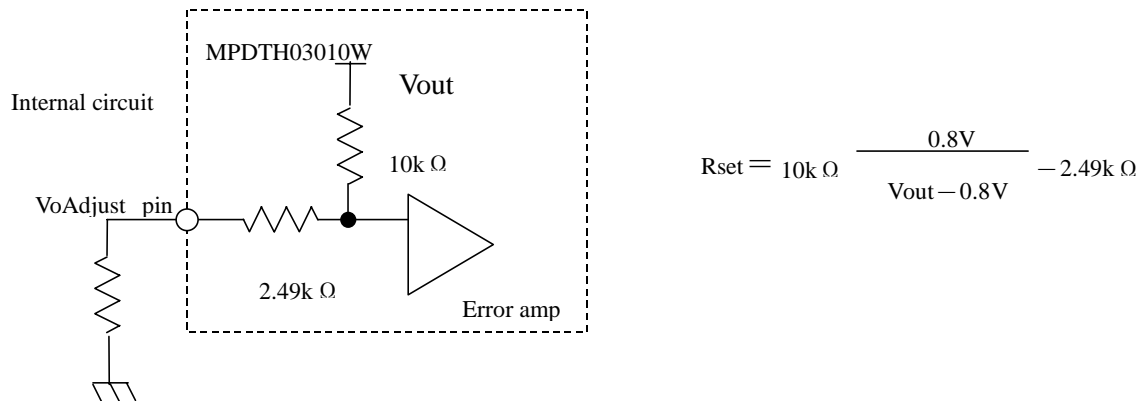 MPDTH03010W
Vout
Internal circuit
10k Ω
VoAdjust pin
2.49k Ω
Error amp
Rset＝10k Ω 0.8V
Vout－0.8V －2.49k Ω